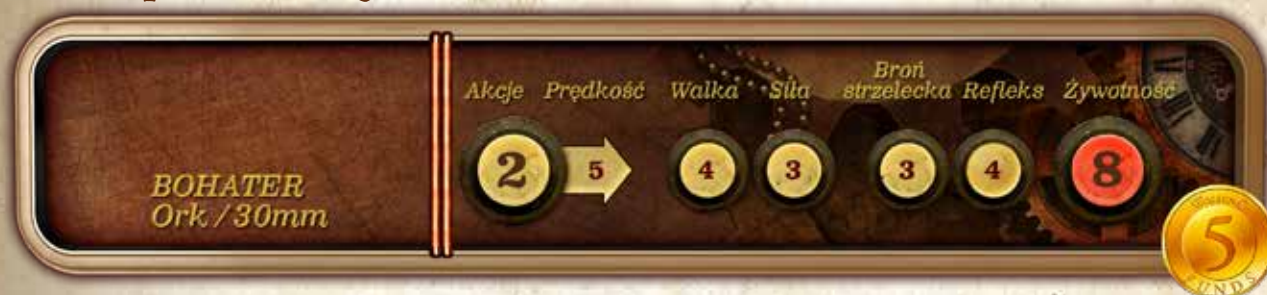 Akcje Prędkość Walka Siła Broń strzelecka Refleks Żywotność
2 5 4 3 3 4 8
BOHATER
Ork / 30mm
5
FUNDS